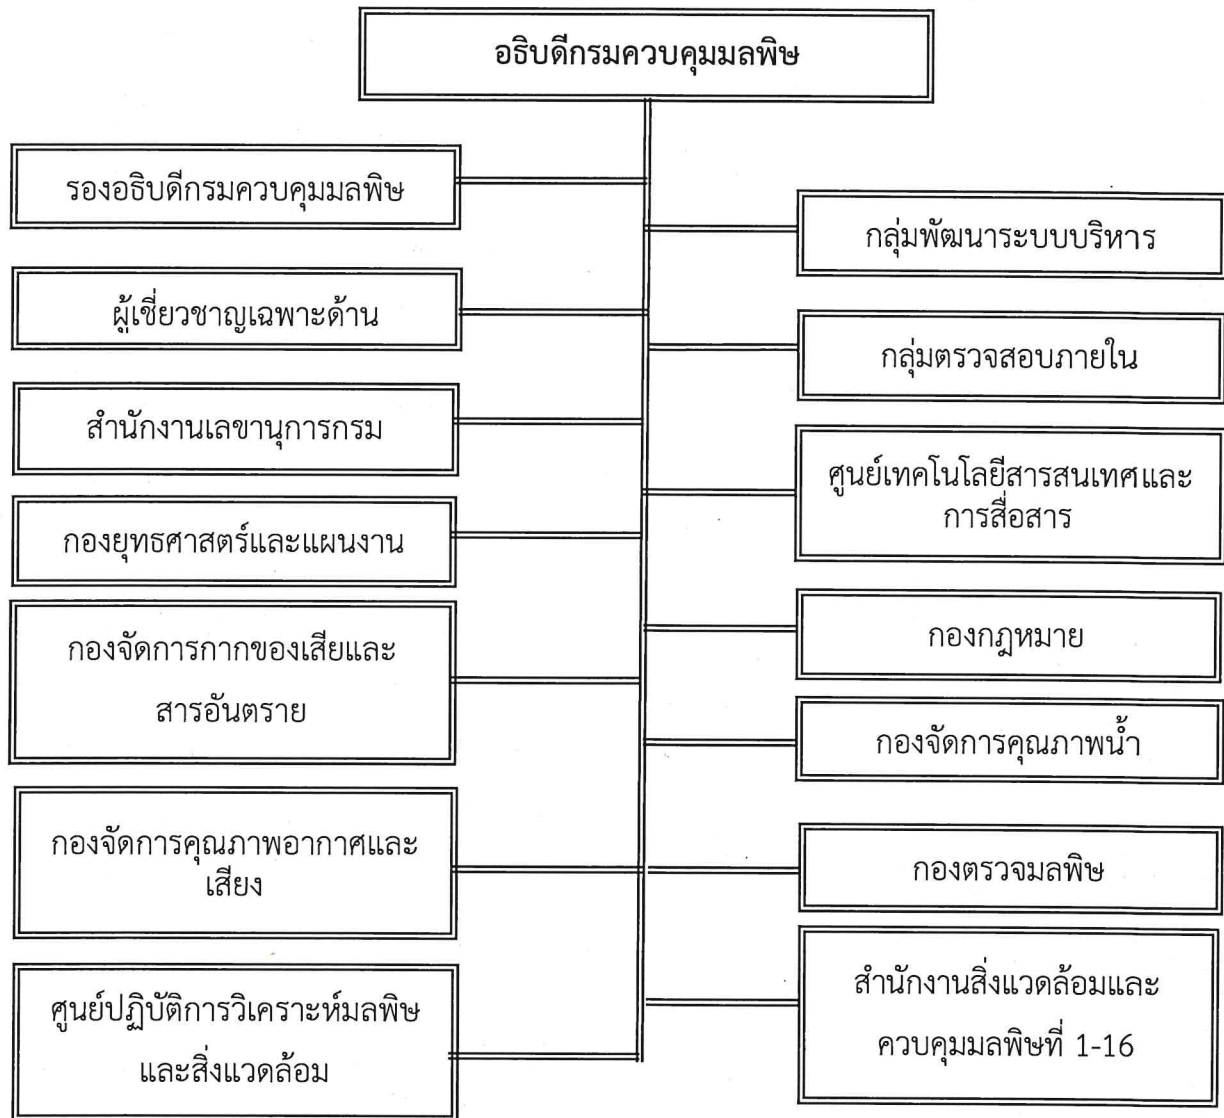 อธิบดีกรมควบคุมมลพิษ
รองอธิบดีกรมควบคุมมลพิษ
กลุ่มพัฒนาระบบบริหาร
ผู้เชี่ยวชาญเฉพาะด้าน
กลุ่มตรวจสอบภายใน
สำนักงานเลขานุการกรม
ศูนย์เทคโนโลยีสารสนเทศและ
การสื่อสาร
กองยุทธศาสตร์และแผนงาน
กองกฎหมาย
กองจัดการกากของเสียและ
สารอันตราย
กองจัดการคุณภาพน้ำ
กองจัดการคุณภาพอากาศและ
เสียง
กองตรวจมลพิษ
ศูนย์ปฏิบัติการวิเคราะห์มลพิษ
และสิ่งแวดล้อม
สำนักงานสิ่งแวดล้อมและ
ควบคุมมลพิษที่ 1-16